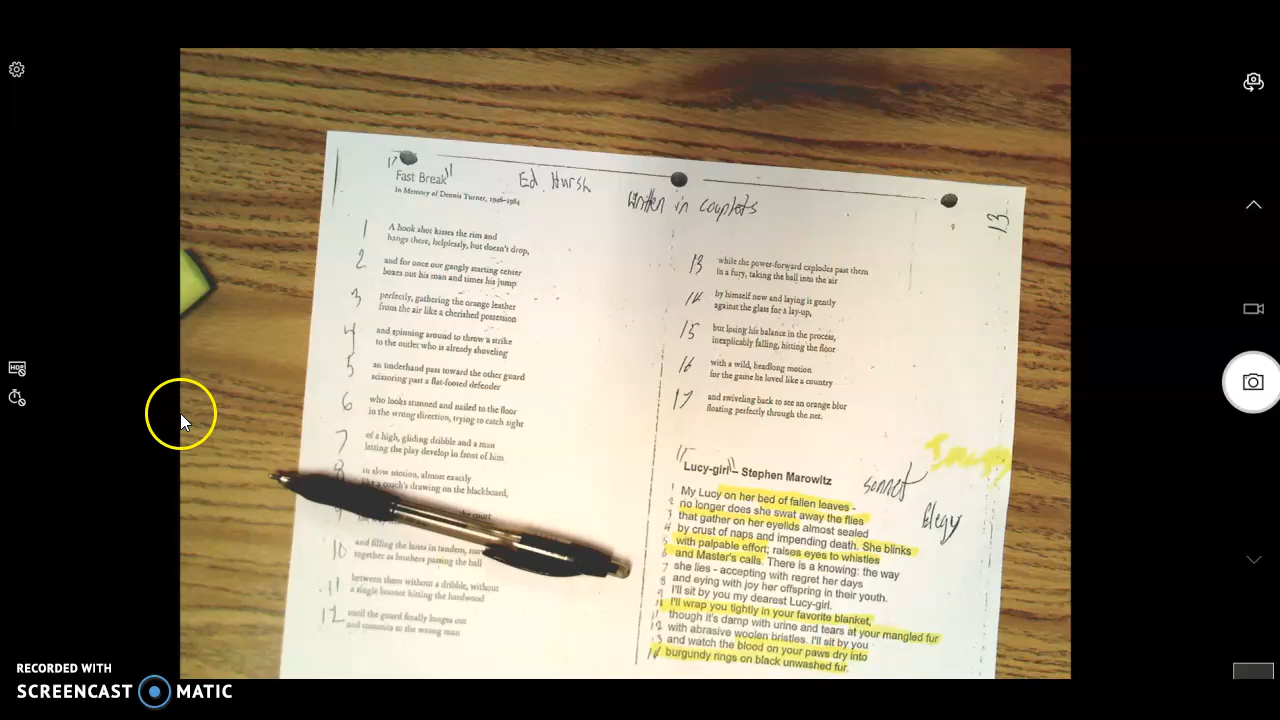 "Fast Break"
Ed Hirsh
In Memory of Dennis Turner, 1946-1984
Written in couplets
13
1 A hook shot kisses the rim and
hangs there, helplessly, but doesn't drop,
2 and for once our gangly starting center
boxes out his man and times his jump
3 perfectly, gathering the orange leather
from the air like a cherished possession
4 and spinning around to throw a strike
to the outlet who is already shoveling
5 an underhand pass toward the other guard
scissoring past a flat-footed defender
6 who looks stunned and nailed to the floor
in the wrong direction, trying to catch sight
7 of a high, gliding dribble and a man
letting the play develop in front of him
8 in slow motion, almost exactly
like a coach's drawing on the blackboard,
9
the court
10 and filling the lanes in tandem,
together as brothers passing the ball
11 between them without a dribble, without
a single bounce hitting the hardwood
12 until the guard finally lunges out
and commits to the wrong man
13 while the power-forward explodes past them
in a fury, taking the ball into the air
14 by himself now and laying it gently
against the glass for a lay-up,
15 but losing his balance in the process,
inexplicably falling, hitting the floor
16 with a wild, headlong motion
for the game he loved like a country
17 and swiveling back to see an orange blur
floating perfectly through the net.
"Lucy-girl" - Stephen Marowitz
sonnet
Elegy
1 My Lucy on her bed of fallen leaves -
2 no longer does she swat away the flies
3 that gather on her eyelids almost sealed
4 by crust of naps and impending death. She blinks
5 with palpable effort; raises eyes to whistles
6 and Master's calls. There is a knowing: the way
7 she lies - accepting with regret her days
8 and eying with joy her offspring in their youth.
9 I'll sit by you my dearest Lucy-girl.
10 I'll wrap you tightly in your favorite blanket,
11 though it's damp with urine and tears at your mangled fur
12 with abrasive woolen bristles. I'll sit by you
13 and watch the blood on your paws dry into
14 burgundy rings on black unwashed fur.
RECORDED WITH
SCREENCAST MATIC